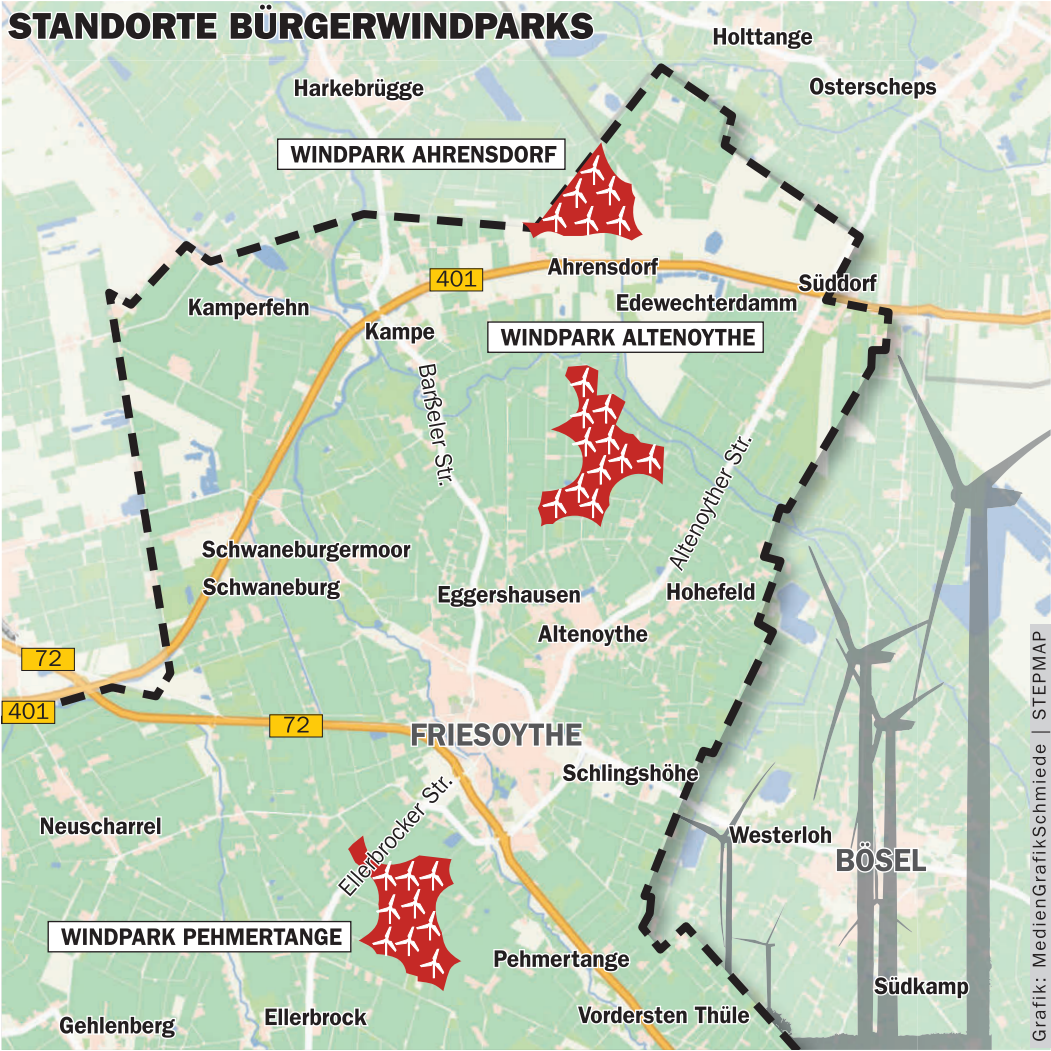 STANDORTE BÜRGERWINDPARKS
Holttange
Harkebrügge
Osterscheps
WINDPARK AHRENSDORF
Ahrensdorf
401
Süddorf
Kamperfehn
Edewechterdamm
Kampe
WINDPARK ALTENOYTHE
Barßeler Str.
Altenoyther Str.
Schwaneburgermoor
Schwaneburg
Eggershausen
Hohefeld
Altenoythe
72
401
72
FRIESOYTHE
Schlingshöhe
Ellerbrocker Str.
Neuscharrel
Westerloh
BÖSEL
WINDPARK PEHMERTANGE
Pehmertange
Südkamp
Gehlenberg
Ellerbrock
Vordersten Thüle
Grafik: MedienGrafikSchmiede | STEPMAP